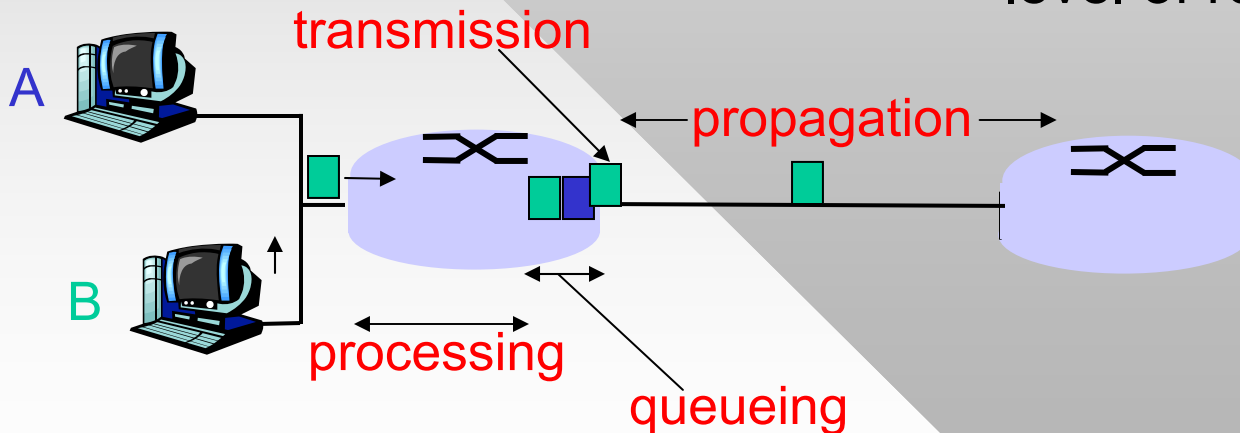 transmission
A
propagation
B
processing
queueing